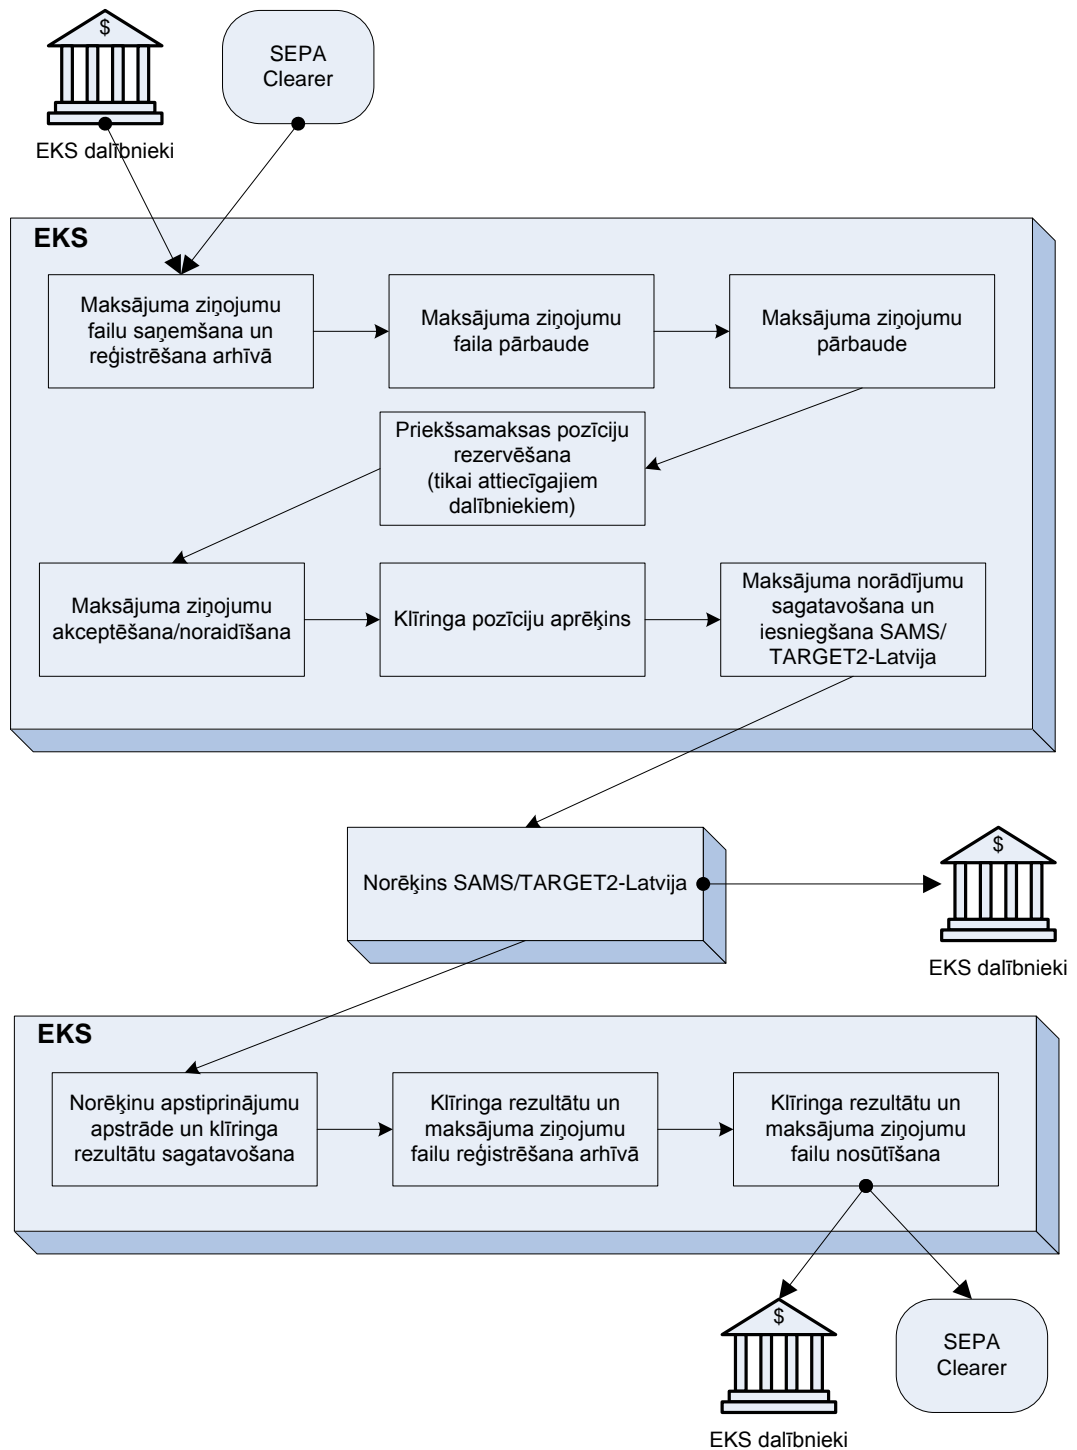 $
SEPA
Clearer
EKS dalībnieki
EKS
Maksājuma ziņojumu
failu saņemšana un
reģistrēšana arhīvā
Maksājuma ziņojumu
faila pārbaude
Maksājuma ziņojumu
pārbaude
Priekšsamaksas pozīciju
rezervēšana
(tikai attiecīgajiem
dalībniekiem)
Maksājuma ziņojumu
akceptēšana/noraidīšana
Klīringa pozīciju aprēķins
Maksājuma norādījumu
sagatavošana un
iesniegšana SAMS/
TARGET2-Latvija
Norēķins SAMS/TARGET2-Latvija
$
EKS dalībnieki
EKS
Norēķinu apstiprinājumu
apstrāde un klīringa
rezultātu sagatavošana
Klīringa rezultātu un
maksājuma ziņojumu
failu reģistrēšana arhīvā
Klīringa rezultātu un
maksājuma ziņojumu
failu nosūtīšana
$
EKS dalībnieki
SEPA
Clearer